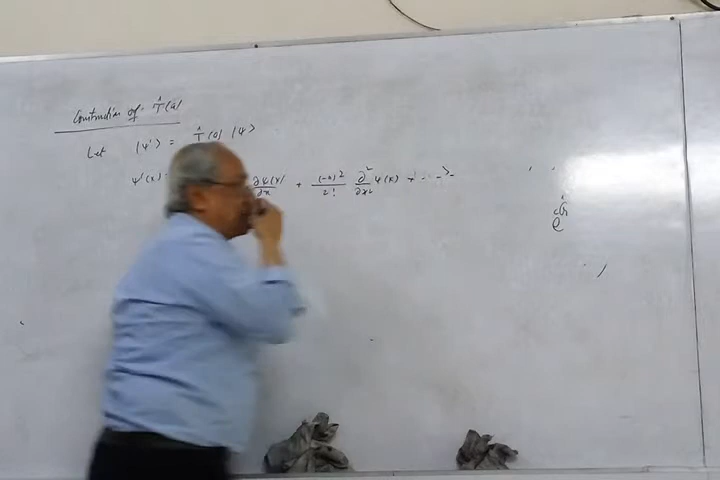 Construction of T̂(a)
Let |ψ'> = T̂(a) |ψ>
ψ'(x) = ∂ψ(x)/∂x + (-a)²/2! ∂²/∂x² ψ(x) + - - -
e